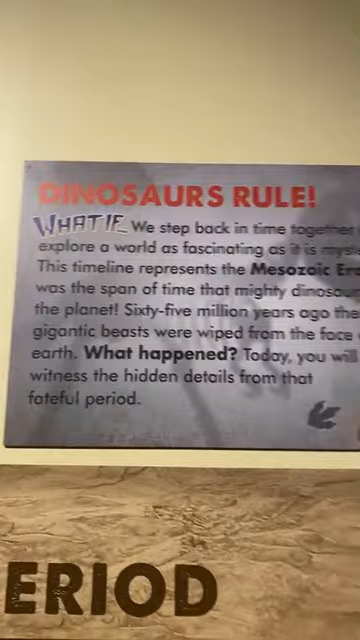 DINOSAURS RULE!
WHAT IF... We step back in time together
explore a world as fascinating as it is
This timeline represents the Mesozoic Era
was the span of time that mighty
the planet! Sixty-five million years ago
gigantic beasts were wiped from the face
earth. What happened? Today, you will
witness the hidden details from that
fateful period.
ERIOD